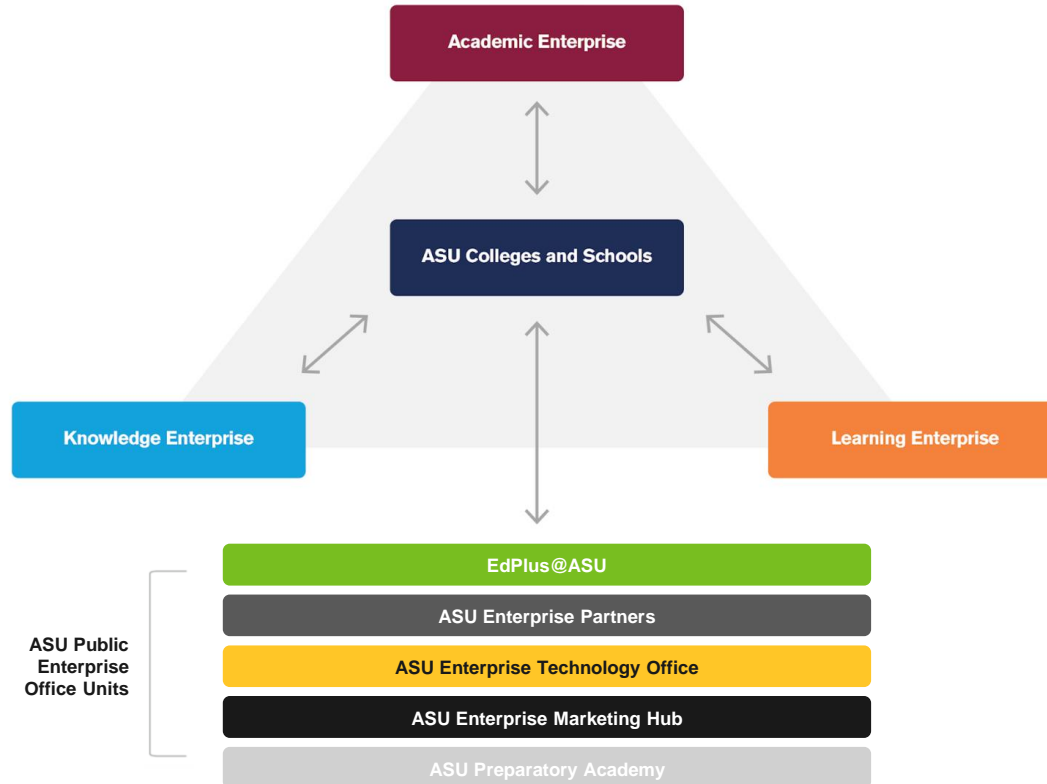 Academic Enterprise
ASU Colleges and Schools
Knowledge Enterprise
Learning Enterprise
EdPlus@ASU
ASU Enterprise Partners
ASU Public
Enterprise
Office Units
ASU Enterprise Technology Office
ASU Enterprise Marketing Hub
ASU Preparatory Academy